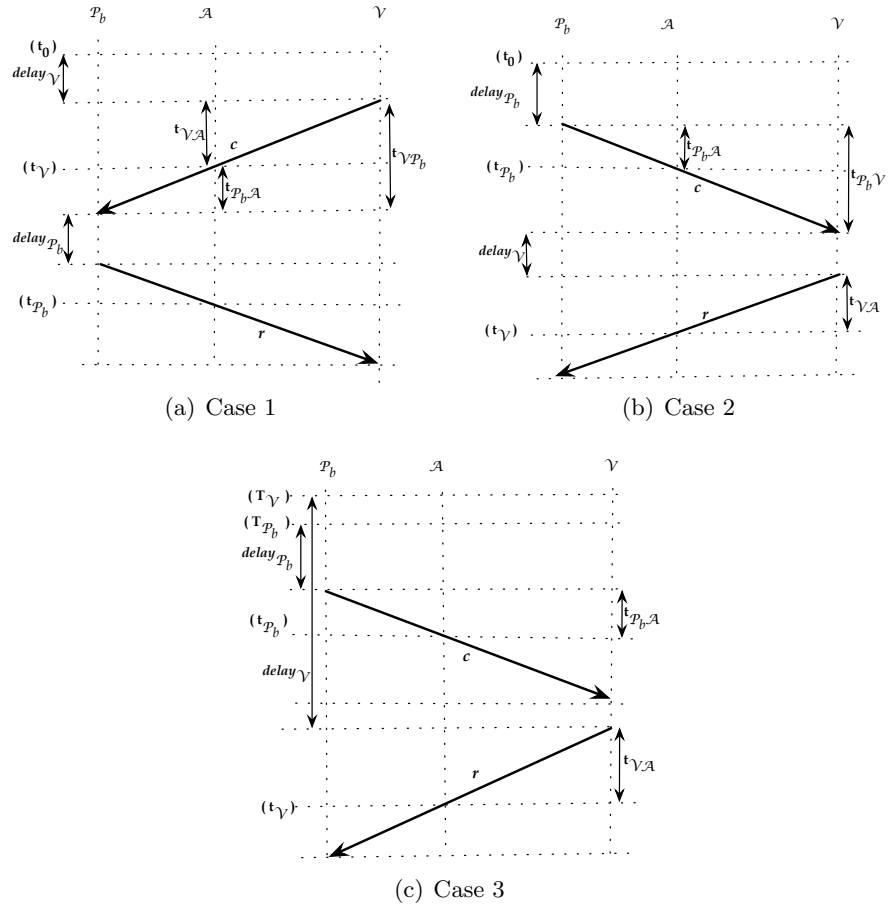 𝒫_b 𝒜 𝒱
(t_0)
delay_𝒱
t_𝒱𝒜 c t_𝒱𝒫_b
(t_𝒱)
t_𝒫_b𝒜
delay_𝒫_b
(t_𝒫_b)
r
(a) Case 1
𝒫_b 𝒜 𝒱
(t_0)
delay_𝒫_b
t_𝒫_b𝒜 t_𝒫_b𝒱
(t_𝒫_b)
c
delay_𝒱
t_𝒱𝒜
r
(t_𝒱)
(b) Case 2
𝒫_b 𝒜 𝒱
(T_𝒱)
(T_𝒫_b)
delay_𝒫_b
t_𝒫_b𝒜
(t_𝒫_b)
c
delay_𝒱
t_𝒱𝒜
r
(t_𝒱)
(c) Case 3